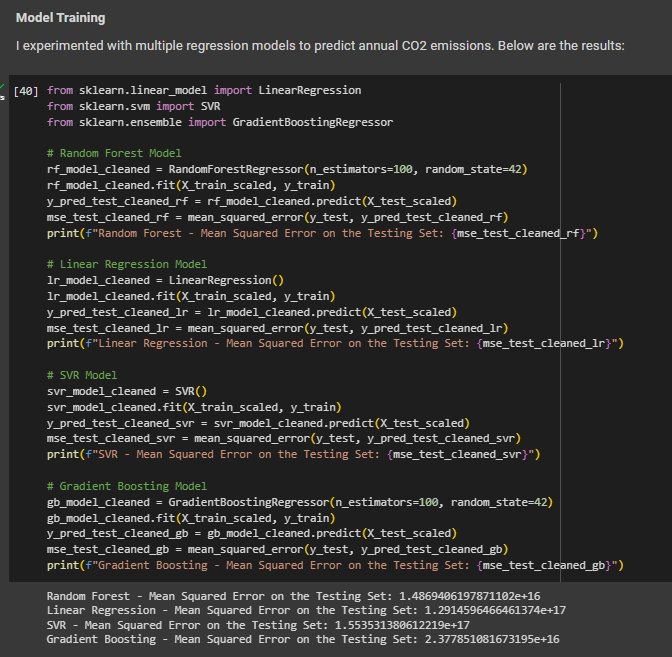 Model Training
I experimented with multiple regression models to predict annual CO2 emissions. Below are the results:
[40] from sklearn.linear_model import LinearRegression
s
from sklearn.svm import SVR
from sklearn.ensemble import GradientBoostingRegressor
# Random Forest Model
rf_model_cleaned = RandomForestRegressor(n_estimators=100, random_state=42)
rf_model_cleaned.fit(X_train_scaled, y_train)
y_pred_test_cleaned_rf = rf_model_cleaned.predict(X_test_scaled)
mse_test_cleaned_rf = mean_squared_error(y_test, y_pred_test_cleaned_rf)
print(f"Random Forest - Mean Squared Error on the Testing Set: {mse_test_cleaned_rf}")
# Linear Regression Model
lr_model_cleaned = LinearRegression()
lr_model_cleaned.fit(X_train_scaled, y_train)
y_pred_test_cleaned_lr = lr_model_cleaned.predict(X_test_scaled)
mse_test_cleaned_lr = mean_squared_error(y_test, y_pred_test_cleaned_lr)
print(f"Linear Regression - Mean Squared Error on the Testing Set: {mse_test_cleaned_lr}")
# SVR Model
svr_model_cleaned = SVR()
svr_model_cleaned.fit(X_train_scaled, y_train)
y_pred_test_cleaned_svr = svr_model_cleaned.predict(X_test_scaled)
mse_test_cleaned_svr = mean_squared_error(y_test, y_pred_test_cleaned_svr)
print(f"SVR - Mean Squared Error on the Testing Set: {mse_test_cleaned_svr}")
# Gradient Boosting Model
gb_model_cleaned = GradientBoostingRegressor(n_estimators=100, random_state=42)
gb_model_cleaned.fit(X_train_scaled, y_train)
y_pred_test_cleaned_gb = gb_model_cleaned.predict(X_test_scaled)
mse_test_cleaned_gb = mean_squared_error(y_test, y_pred_test_cleaned_gb)
print(f"Gradient Boosting - Mean Squared Error on the Testing Set: {mse_test_cleaned_gb}")
Random Forest - Mean Squared Error on the Testing Set: 1.4869406197871102e+16
Linear Regression - Mean Squared Error on the Testing Set: 1.2914596466461374e+17
SVR - Mean Squared Error on the Testing Set: 1.553531380612219e+17
Gradient Boosting - Mean Squared Error on the Testing Set: 2.377851081673195e+16